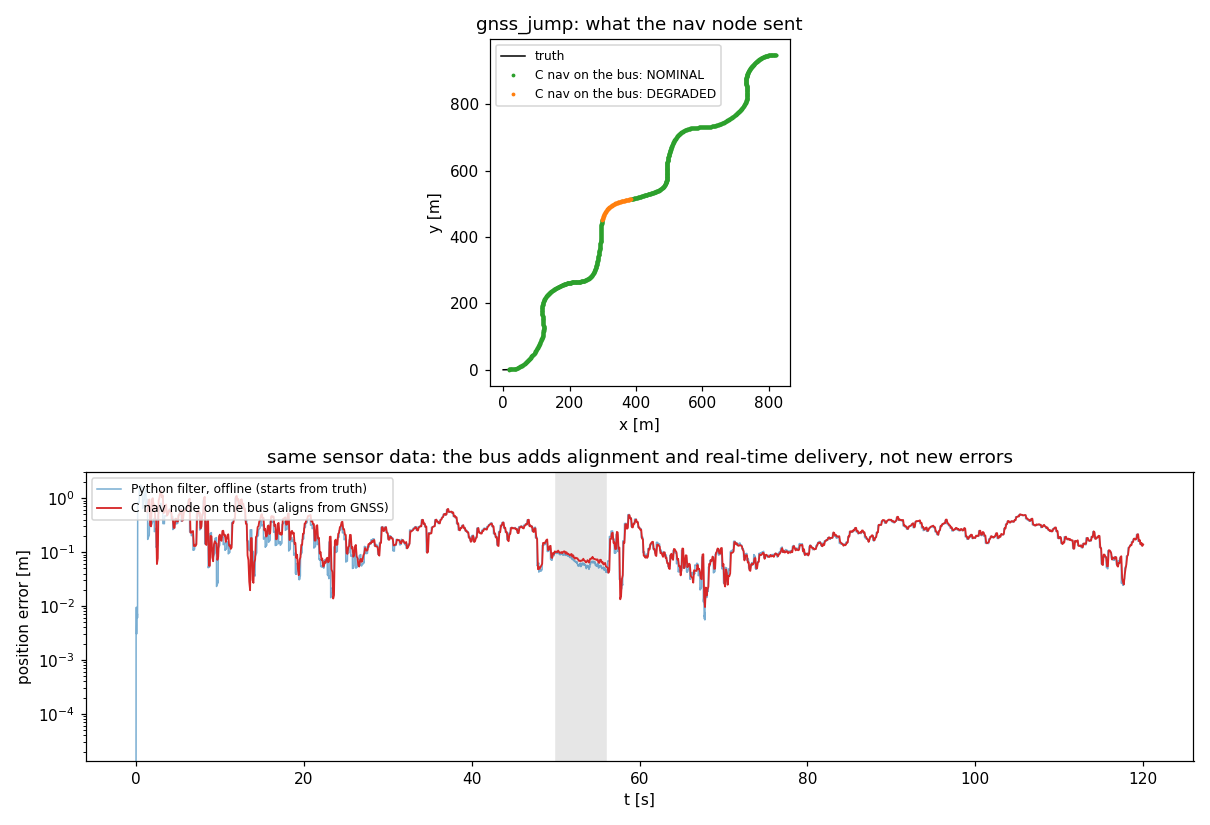 gnss_jump: what the nav node sent
truth
C nav on the bus: NOMINAL
C nav on the bus: DEGRADED
800
600
400
200
0
y [m]
0 200 400 600 800
x [m]
same sensor data: the bus adds alignment and real-time delivery, not new errors
Python filter, offline (starts from truth)
C nav node on the bus (aligns from GNSS)
10⁰
10⁻¹
10⁻²
10⁻³
10⁻⁴
position error [m]
0 20 40 60 80 100 120
t [s]